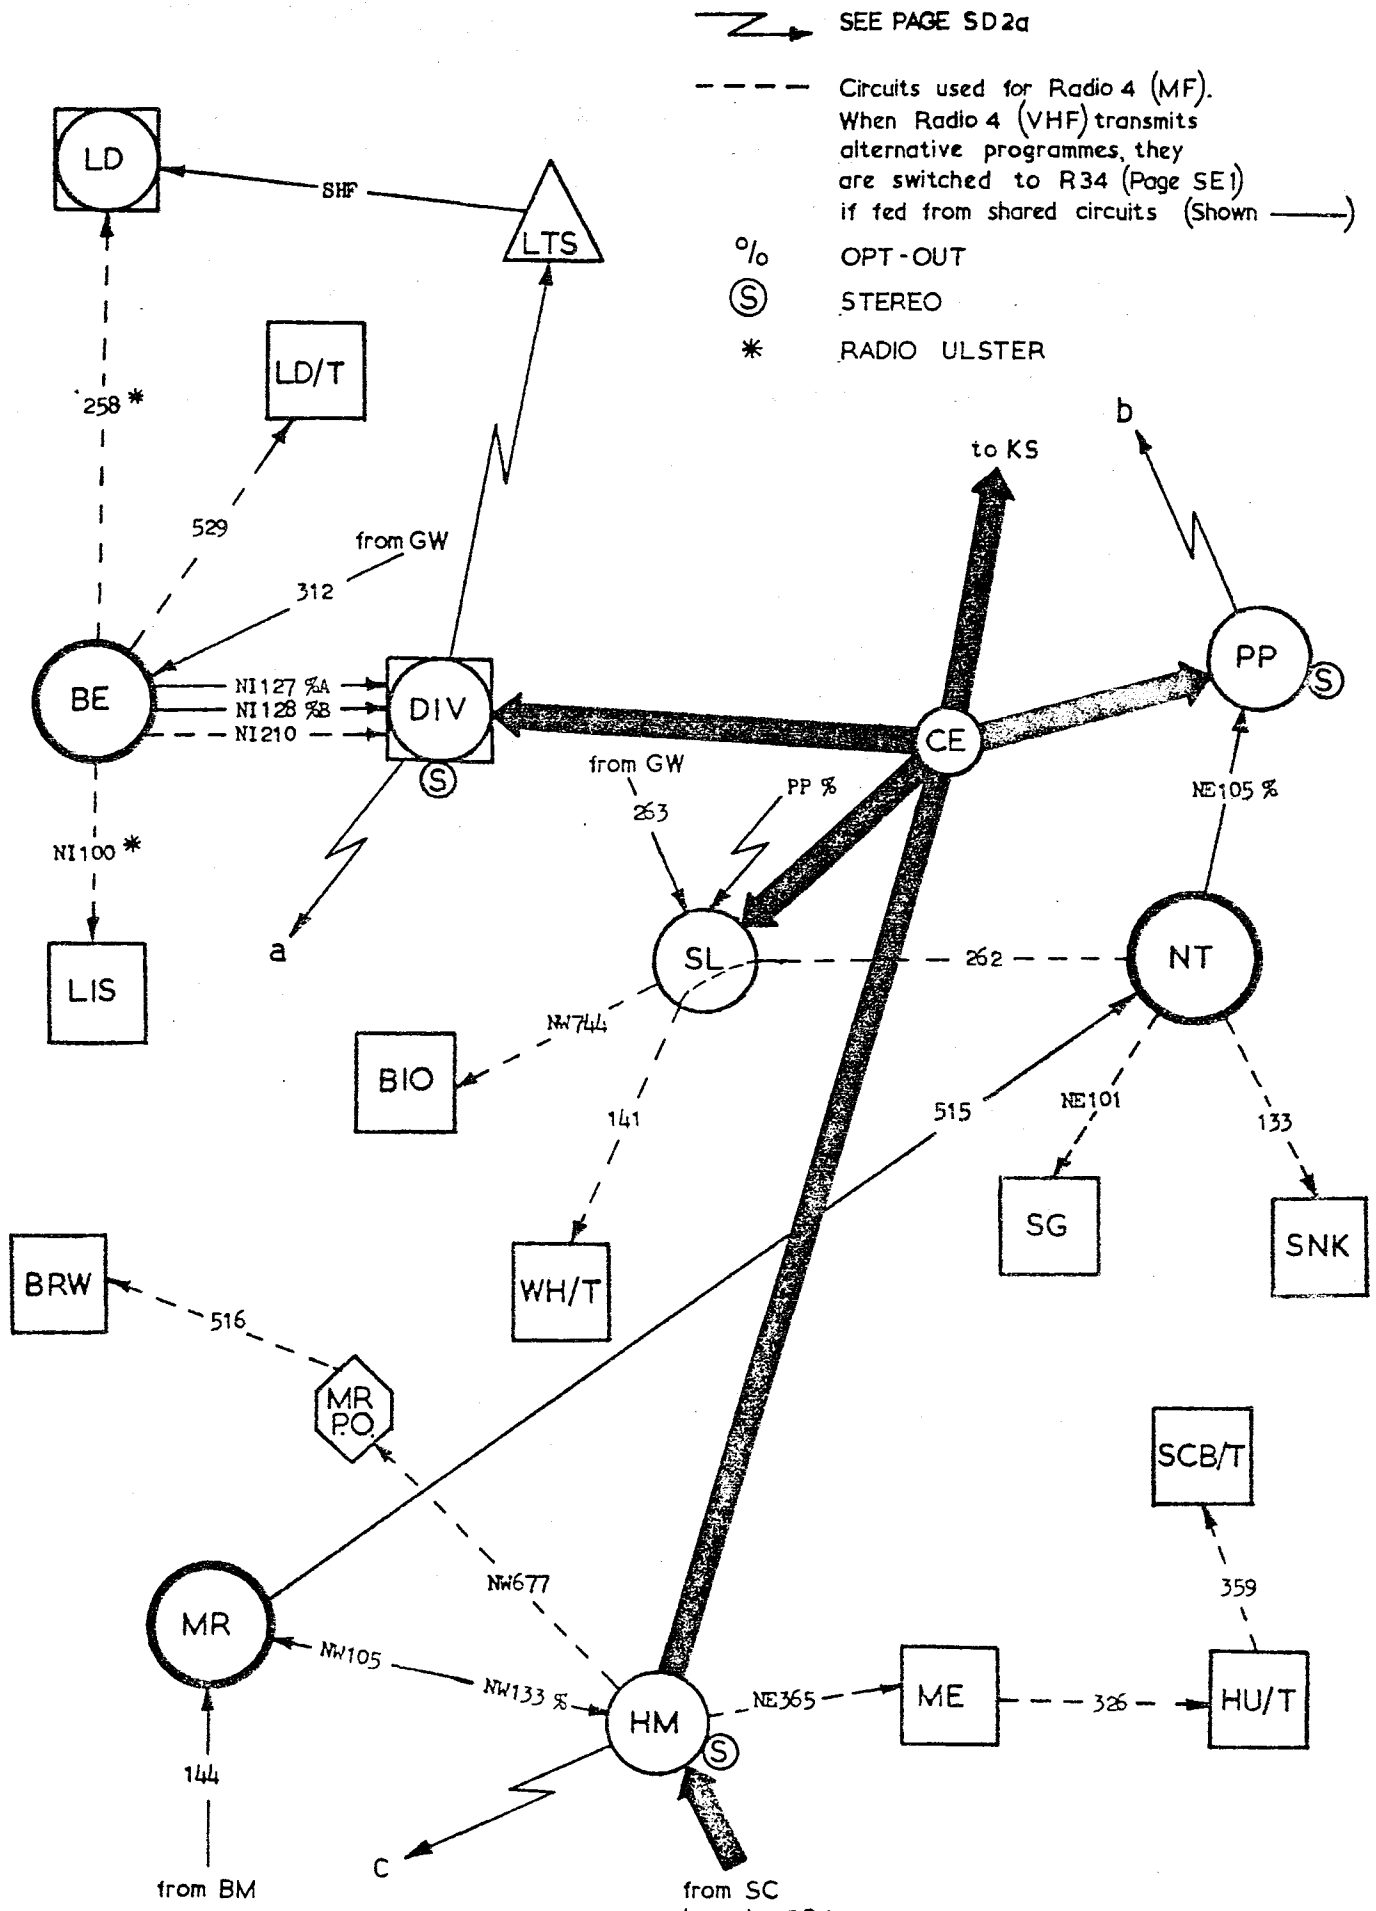 SEE PAGE SD2a
Circuits used for Radio 4 (MF).
When Radio 4 (VHF) transmits
alternative programmes, they
are switched to R34 (Page SE1)
if fed from shared circuits (Shown ———)
% OPT-OUT
S STEREO
* RADIO ULSTER
LD
SHF
LTS
LD/T
258 *
529
from GW
312
to KS
b
PP
S
BE
NI127 %A
NI128 %B
NI210
DIV
S
CE
from GW
263
PP %
NE105 %
NI100 *
a
LIS
SL
262
NT
NW744
BIO
141
515
NE101
133
SG
SNK
BRW
516
WH/T
MR
P.O.
SCB/T
NW677
359
MR
NW105
NW133 %
HM
S
NE365
ME
326
HU/T
144
c
from BM
from SC